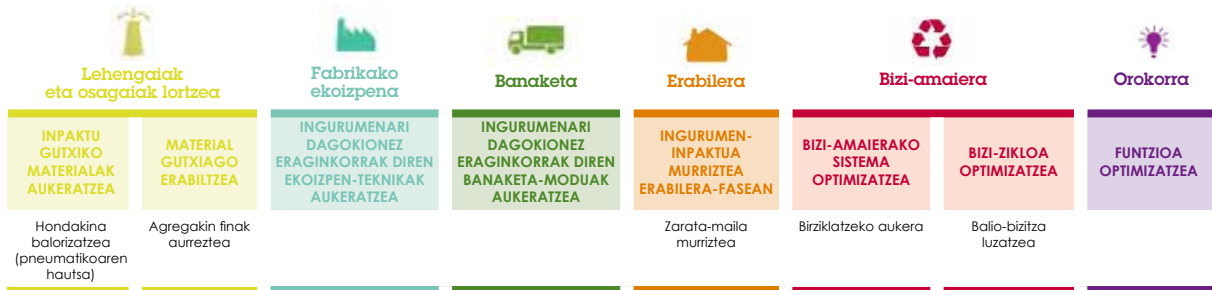 Lehengaiak
eta osagaiak lortzea
Fabrikako
ekoizpena
Banaketa
Erabilera
Bizi-amaiera
Orokorra
INPAKTU
GUTXIKO
MATERIALAK
AUKERATZEA
MATERIAL
GUTXIAGO
ERABILTZEA
INGURUMENARI
DAGOKIONEZ
ERAGINKORRAK DIREN
EKOIZPEN-TEKNIKAK
AUKERATZEA
INGURUMENARI
DAGOKIONEZ
ERAGINKORRAK DIREN
BANAKETA-MODUAK
AUKERATZEA
INGURUMEN-
INPAKTUA
MURRIZTEA
ERABILERA-FASEAN
BIZI-AMAIERAKO
SISTEMA
OPTIMIZATZEA
BIZI-ZIKLOA
OPTIMIZATZEA
FUNTZIOA
OPTIMIZATZEA
Hondakina
balorizatzea
(pneumatikoaren
hautsa)
Agregakin finak
aurreztea
Zarata-maila
murriztea
Birziklatzeko aukera
Balio-bizitza
luzatzea